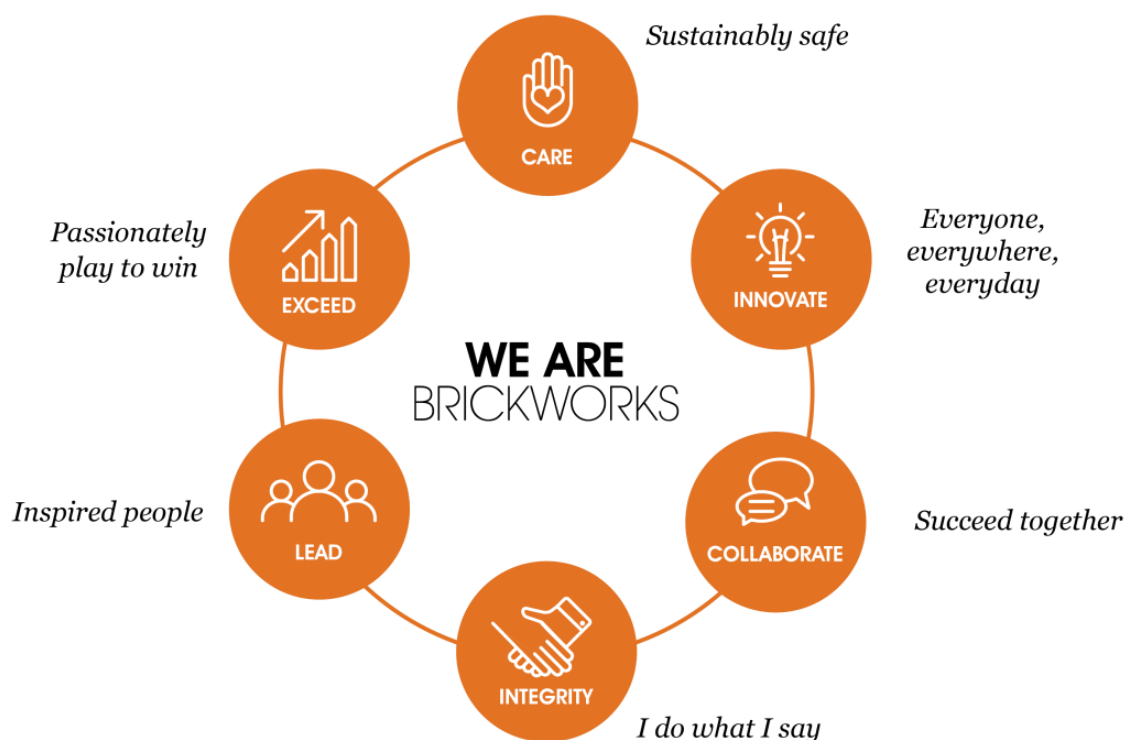 Sustainably safe
CARE
Everyone,
everywhere,
everyday
INNOVATE
Passionately
play to win
EXCEED
WE ARE
BRICKWORKS
Inspired people
LEAD
Succeed together
COLLABORATE
INTEGRITY
I do what I say